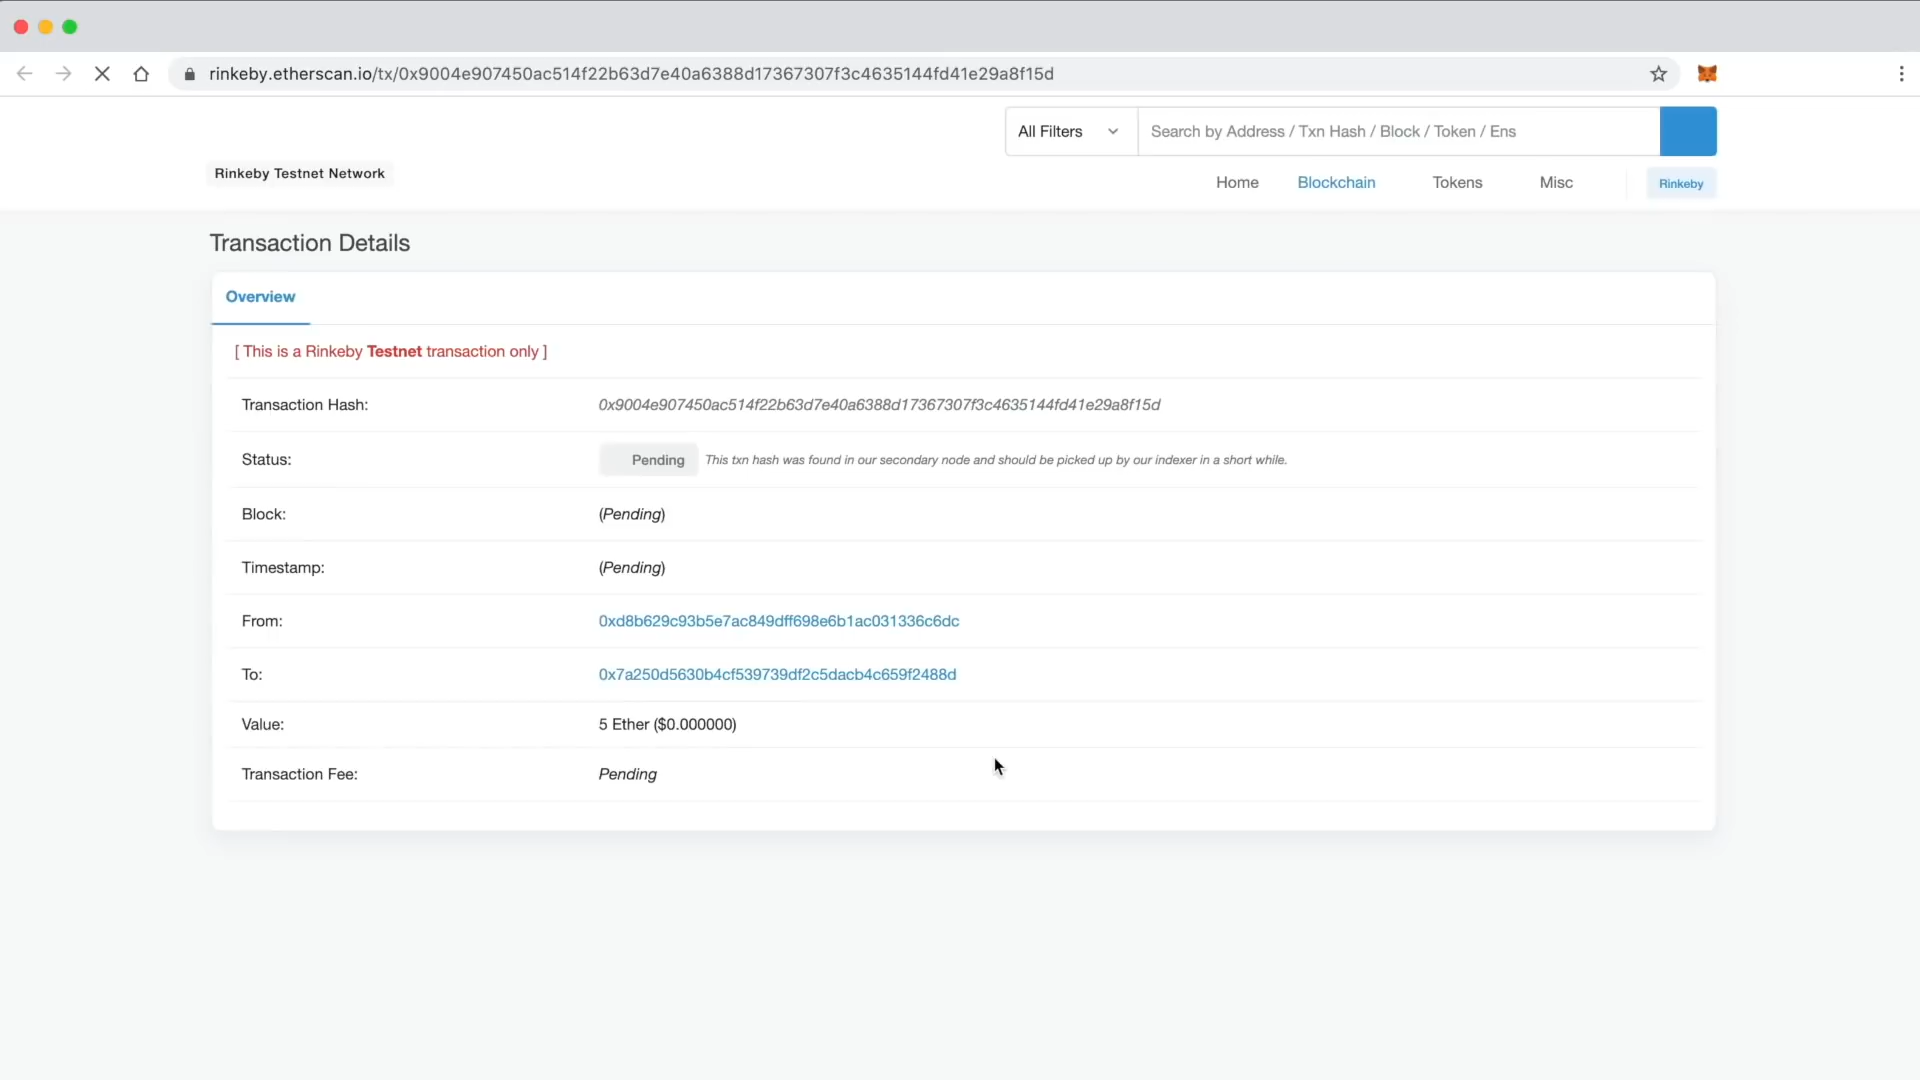 rinkeby.etherscan.io/tx/0x9004e907450ac514f22b63d7e40a6388d17367307f3c4635144fd41e29a8f15d
All Filters
Search by Address / Txn Hash / Block / Token / Ens
Rinkeby Testnet Network
Home
Blockchain
Tokens
Misc
Rinkeby
Transaction Details
Overview
[ This is a Rinkeby Testnet transaction only ]
Transaction Hash:
0x9004e907450ac514f22b63d7e40a6388d17367307f3c4635144fd41e29a8f15d
Status:
Pending
This txn hash was found in our secondary node and should be picked up by our indexer in a short while.
Block:
(Pending)
Timestamp:
(Pending)
From:
0xd8b629c93b5e7ac849dff698e6b1ac031336c6dc
To:
0x7a250d5630b4cf539739df2c5dacb4c659f2488d
Value:
5 Ether ($0.000000)
Transaction Fee:
Pending